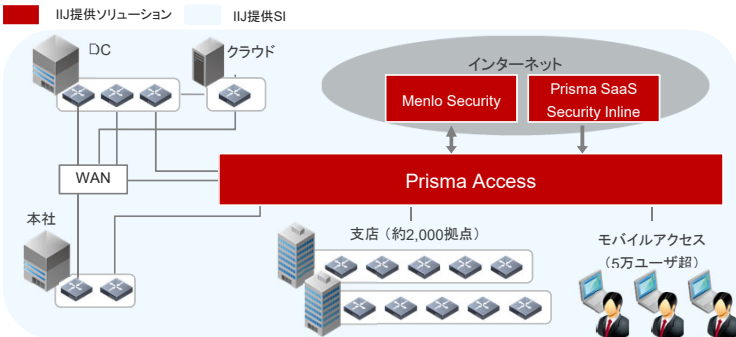 IIJ提供ソリューション
IIJ提供SI
DC
クラウド
インターネット
Menlo Security
Prisma SaaS
Security Inline
WAN
Prisma Access
本社
支店（約2,000拠点）
モバイルアクセス
（5万ユーザ超）